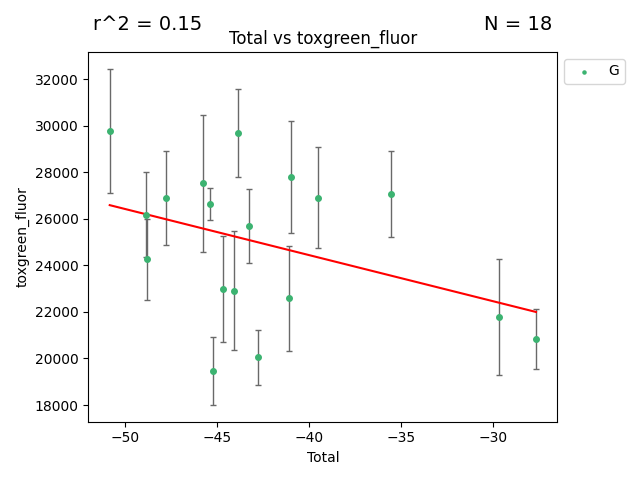 r^2 = 0.15
N = 18
Total vs toxgreen_fluor
G
32000
30000
28000
26000
24000
22000
20000
18000
toxgreen_fluor
−50
−45
−40
−35
−30
Total